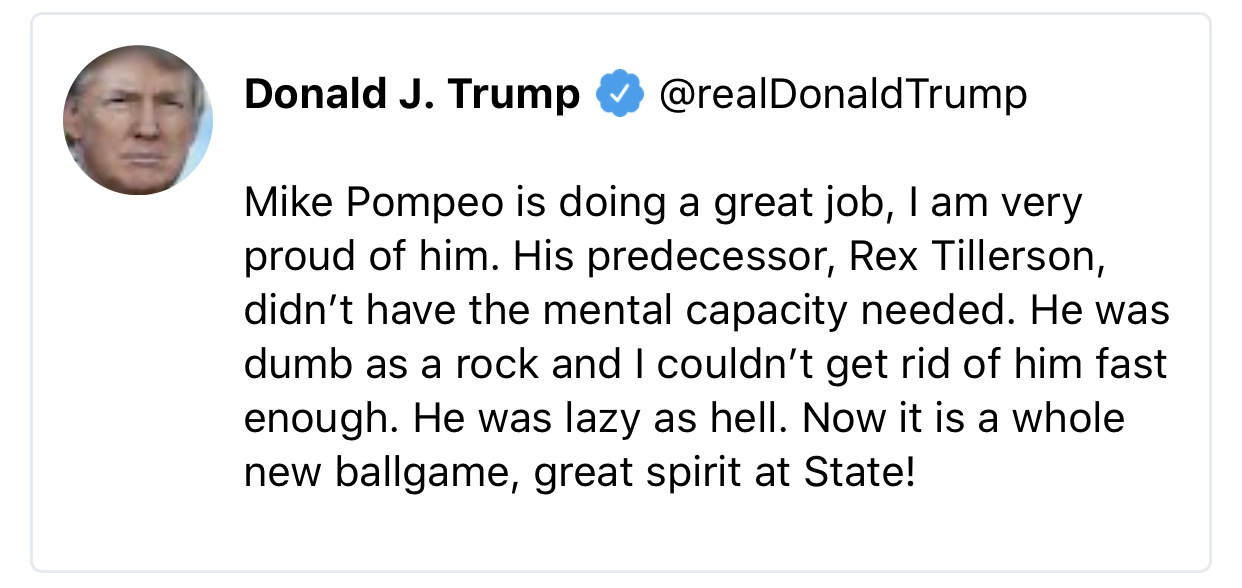 Donald J. Trump @realDonaldTrump
Mike Pompeo is doing a great job, I am very
proud of him. His predecessor, Rex Tillerson,
didn’t have the mental capacity needed. He was
dumb as a rock and I couldn’t get rid of him fast
enough. He was lazy as hell. Now it is a whole
new ballgame, great spirit at State!